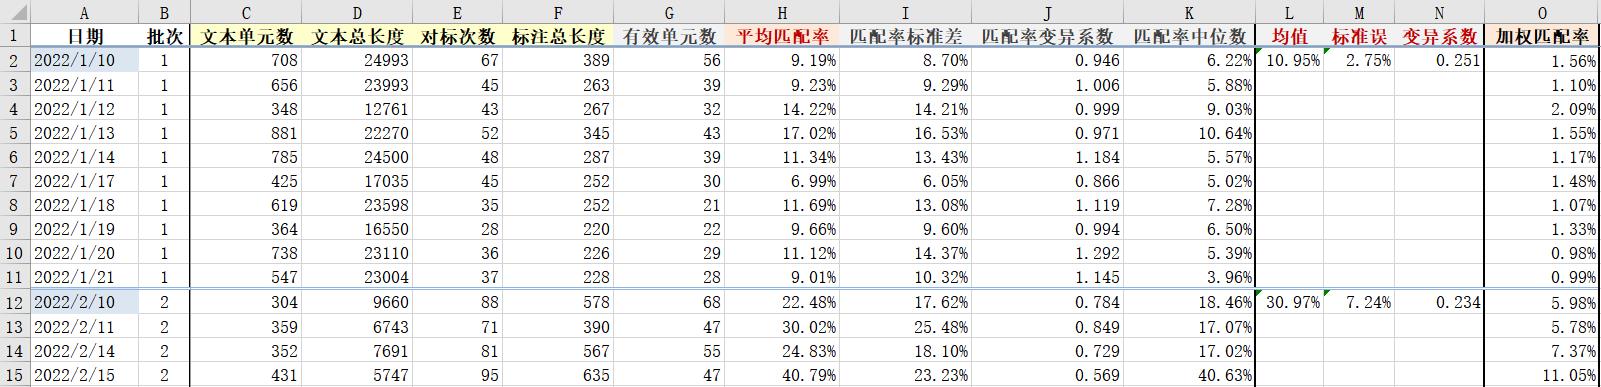 A B C D E F G H I J K L M N O
1 日期 批次 文本单元数 文本总长度 对标次数 标注总长度 有效单元数 平均匹配率 匹配率标准差 匹配率变异系数 匹配率中位数 均值 标准误 变异系数 加权匹配率
2 2022/1/10 1 708 24993 67 389 56 9.19% 8.70% 0.946 6.22% 10.95% 2.75% 0.251 1.56%
3 2022/1/11 1 656 23993 45 263 39 9.23% 9.29% 1.006 5.88% 1.10%
4 2022/1/12 1 348 12761 43 267 32 14.22% 14.21% 0.999 9.03% 2.09%
5 2022/1/13 1 881 22270 52 345 43 17.02% 16.53% 0.971 10.64% 1.55%
6 2022/1/14 1 785 24500 48 287 39 11.34% 13.43% 1.184 5.57% 1.17%
7 2022/1/17 1 425 17035 45 252 30 6.99% 6.05% 0.866 5.02% 1.48%
8 2022/1/18 1 619 23598 35 252 21 11.69% 13.08% 1.119 7.28% 1.07%
9 2022/1/19 1 364 16550 28 220 22 9.66% 9.60% 0.994 6.50% 1.33%
10 2022/1/20 1 738 23110 36 226 29 11.12% 14.37% 1.292 5.39% 0.98%
11 2022/1/21 1 547 23004 37 228 28 9.01% 10.32% 1.145 3.96% 0.99%
12 2022/2/10 2 304 9660 88 578 68 22.48% 17.62% 0.784 18.46% 30.97% 7.24% 0.234 5.98%
13 2022/2/11 2 359 6743 71 390 47 30.02% 25.48% 0.849 17.07% 5.78%
14 2022/2/14 2 352 7691 81 567 55 24.83% 18.10% 0.729 17.02% 7.37%
15 2022/2/15 2 431 5747 95 635 47 40.79% 23.23% 0.569 40.63% 11.05%